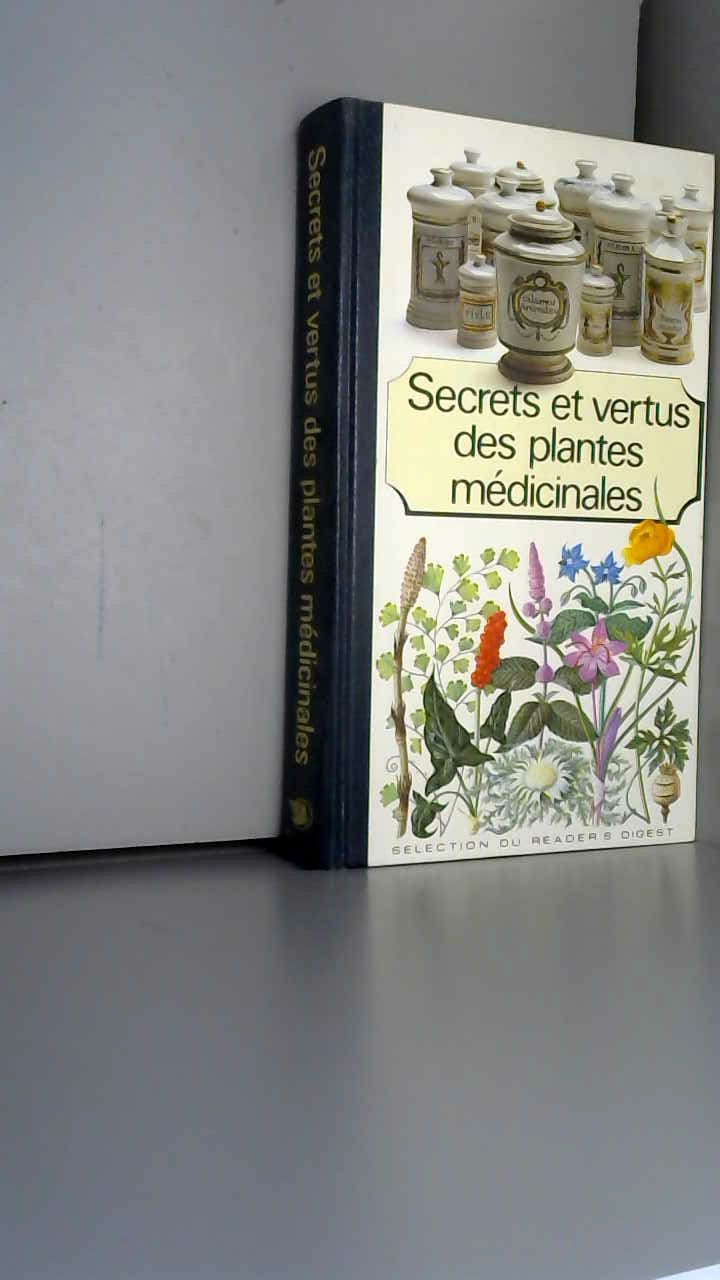 Secrets et vertus des plantes médicinales
Secrets et vertus
des plantes
médicinales
SELECTION DU READER'S DIGEST